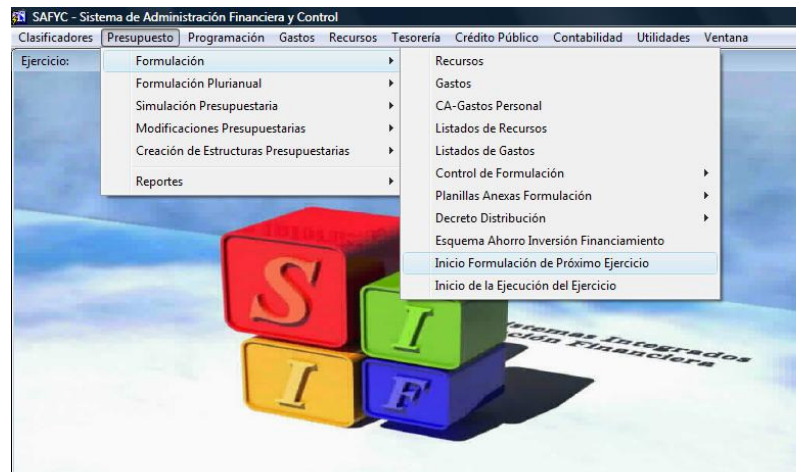 SAFYC - Sistema de Administración Financiera y Control
Clasificadores Presupuesto Programación Gastos Recursos Tesorería Crédito Público Contabilidad Utilidades Ventana
Ejercicio:
Formulación
Formulación Plurianual
Simulación Presupuestaria
Modificaciones Presupuestarias
Creación de Estructuras Presupuestarias
Reportes
Recursos
Gastos
CA-Gastos Personal
Listados de Recursos
Listados de Gastos
Control de Formulación
Planillas Anexas Formulación
Decreto Distribución
Esquema Ahorro Inversión Financiamiento
Inicio Formulación de Próximo Ejercicio
Inicio de la Ejecución del Ejercicio
S I
I F
Integrados
Financiera